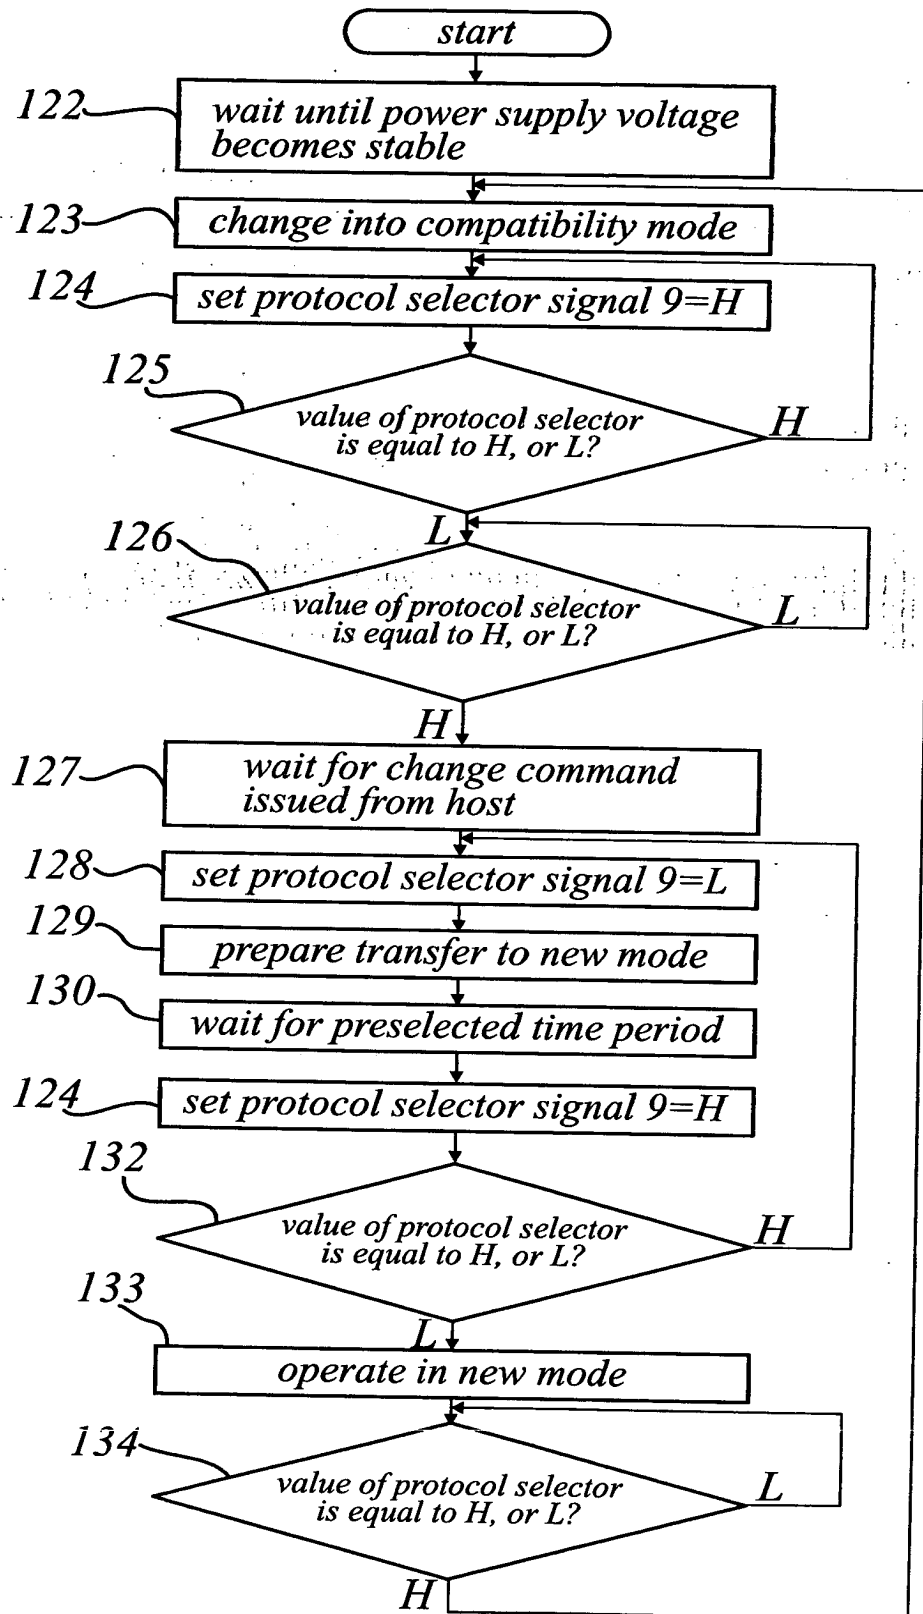 start
122
wait until power supply voltage
becomes stable
123
change into compatibility mode
124
set protocol selector signal 9=H
125
value of protocol selector
is equal to H, or L?
H
L
126
value of protocol selector
is equal to H, or L?
L
H
127
wait for change command
issued from host
128
set protocol selector signal 9=L
129
prepare transfer to new mode
130
wait for preselected time period
124
set protocol selector signal 9=H
132
value of protocol selector
is equal to H, or L?
H
L
133
operate in new mode
134
value of protocol selector
is equal to H, or L?
L
H